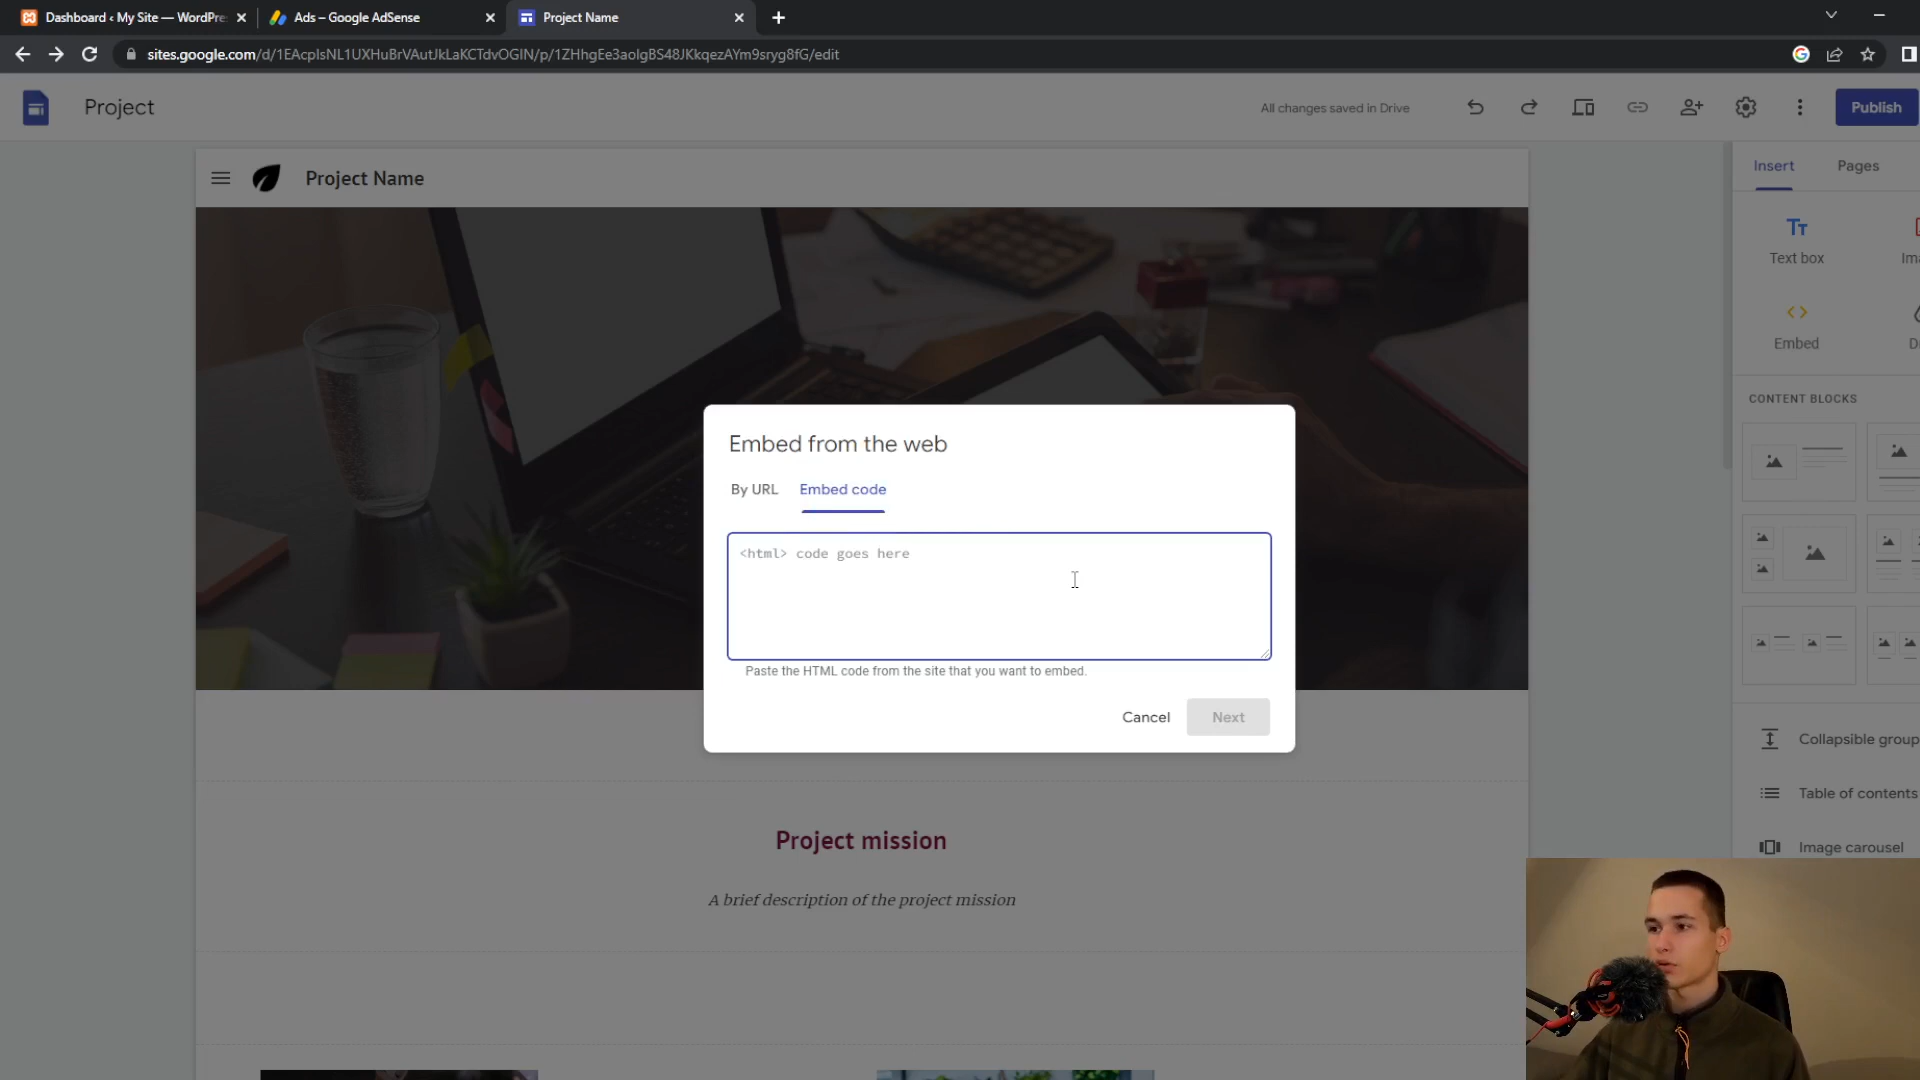 Dashboard ‹ My Site — WordPre
Ads – Google AdSense
Project Name
sites.google.com/d/1EAcpIsNL1UXHuBrVAutJkLaKCTdvOGIN/p/1ZHhgEe3aolgBS48JKkqezAYm9sryg8fG/edit
Project
All changes saved in Drive
Publish
Project Name
Insert
Pages
Text box
Ima
Embed
D
CONTENT BLOCKS
Embed from the web
By URL
Embed code
<html> code goes here
Paste the HTML code from the site that you want to embed.
Cancel
Next
Collapsible group
Table of contents
Image carousel
Project mission
A brief description of the project mission